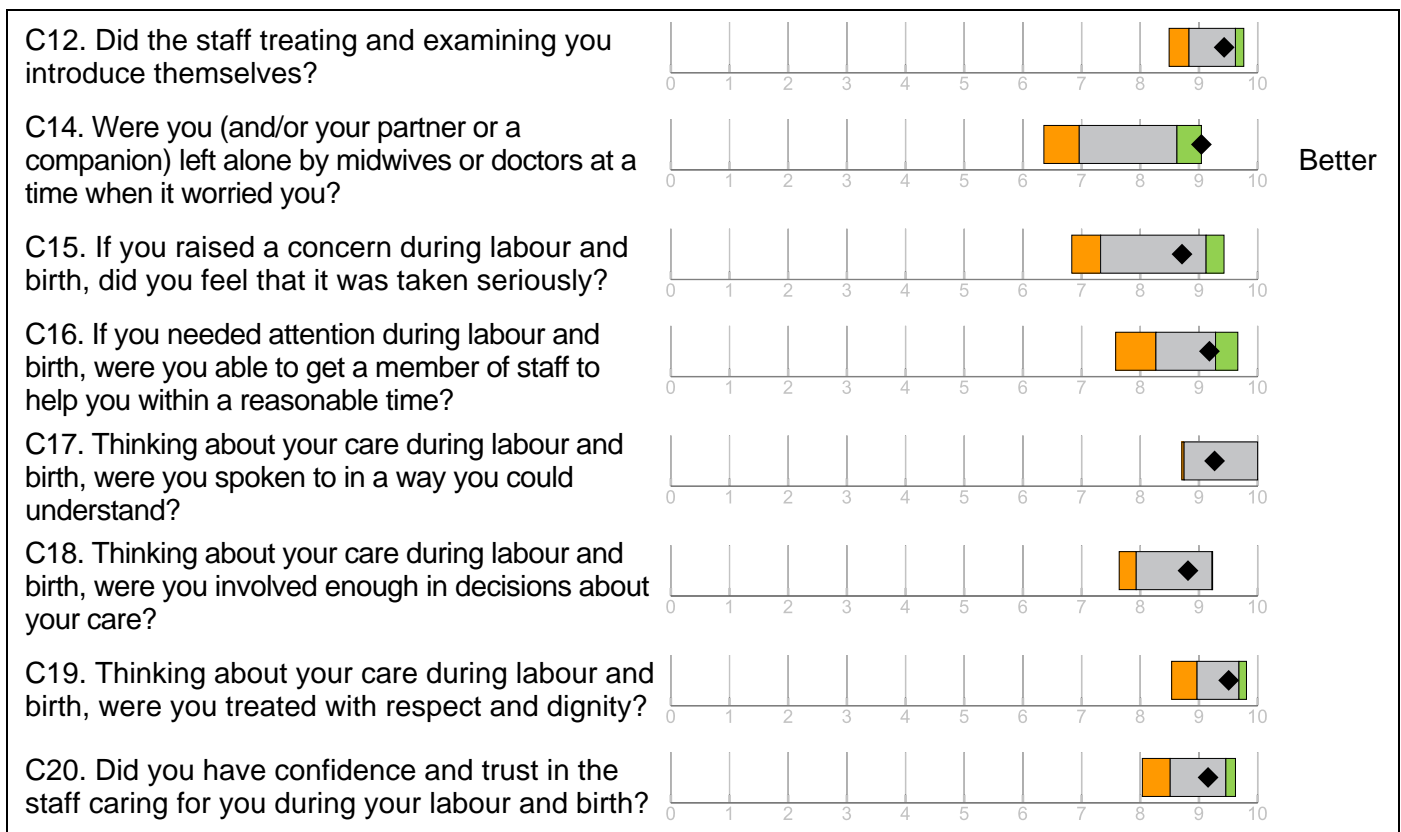 C12. Did the staff treating and examining you
introduce themselves?
0 1 2 3 4 5 6 7 8 9 10
C14. Were you (and/or your partner or a
companion) left alone by midwives or doctors at a
time when it worried you?
0 1 2 3 4 5 6 7 8 9 10
Better
C15. If you raised a concern during labour and
birth, did you feel that it was taken seriously?
0 1 2 3 4 5 6 7 8 9 10
C16. If you needed attention during labour and
birth, were you able to get a member of staff to
help you within a reasonable time?
0 1 2 3 4 5 6 7 8 9 10
C17. Thinking about your care during labour and
birth, were you spoken to in a way you could
understand?
0 1 2 3 4 5 6 7 8 9 10
C18. Thinking about your care during labour and
birth, were you involved enough in decisions about
your care?
0 1 2 3 4 5 6 7 8 9 10
C19. Thinking about your care during labour and
birth, were you treated with respect and dignity?
0 1 2 3 4 5 6 7 8 9 10
C20. Did you have confidence and trust in the
staff caring for you during your labour and birth?
0 1 2 3 4 5 6 7 8 9 10